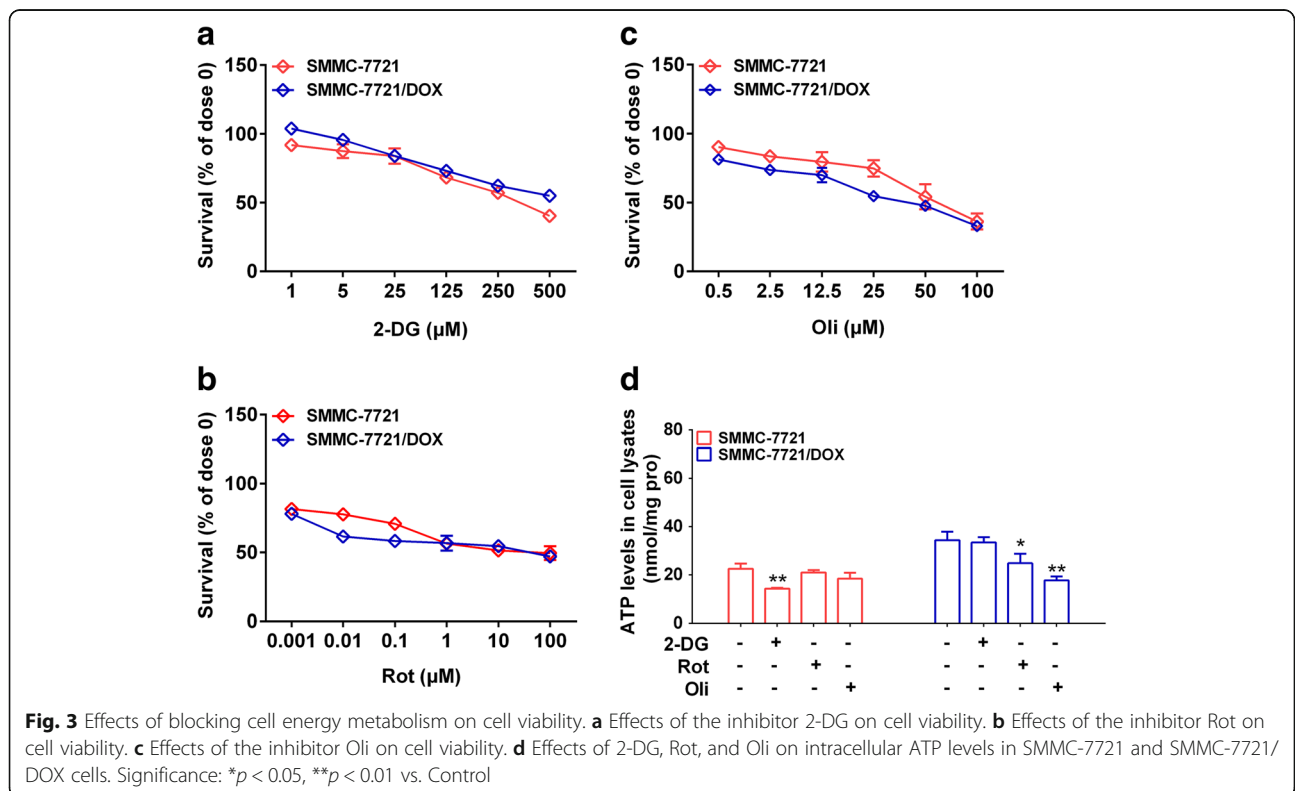 a
SMMC-7721
SMMC-7721/DOX
Survival (% of dose 0)
150
100
50
0
1 5 25 125 250 500
2-DG (µM)
c
SMMC-7721
SMMC-7721/DOX
Survival (% of dose 0)
150
100
50
0
0.5 2.5 12.5 25 50 100
Oli (µM)
b
SMMC-7721
SMMC-7721/DOX
Survival (% of dose 0)
150
100
50
0
0.001 0.01 0.1 1 10 100
Rot (µM)
d
SMMC-7721
SMMC-7721/DOX
ATP levels in cell lysates
(nmol/mg pro)
80
60
40
20
0
** * **
2-DG - + - - - + - -
Rot - - + - - - + -
Oli - - - + - - - +
Fig. 3 Effects of blocking cell energy metabolism on cell viability. a Effects of the inhibitor 2-DG on cell viability. b Effects of the inhibitor Rot on
cell viability. c Effects of the inhibitor Oli on cell viability. d Effects of 2-DG, Rot, and Oli on intracellular ATP levels in SMMC-7721 and SMMC-7721/
DOX cells. Significance: *p < 0.05, **p < 0.01 vs. Control